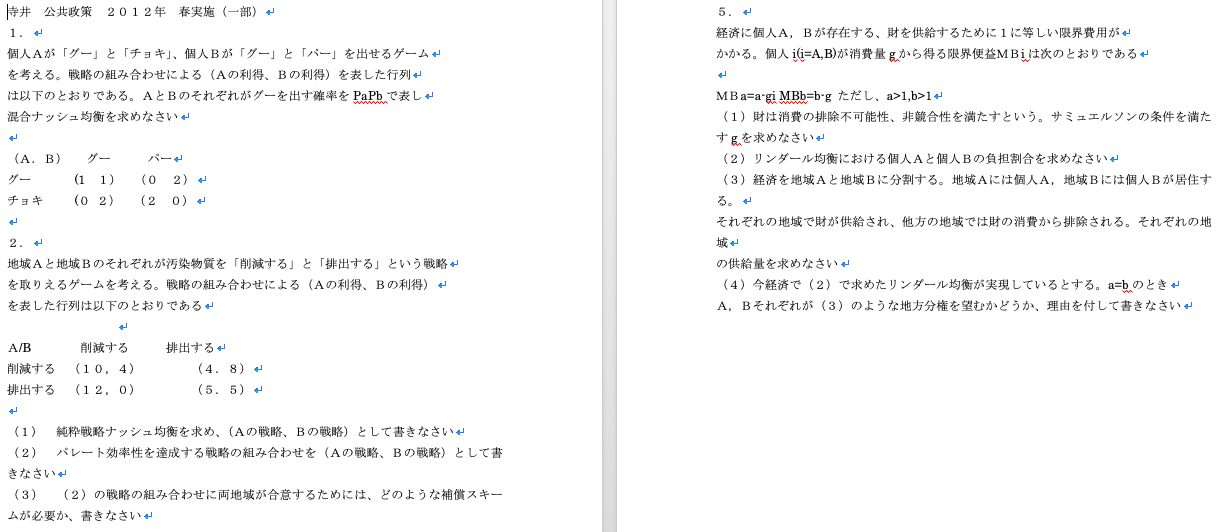 寺井　公共政策　２０１２年　春実施（一部）
１．
個人Ａが「グー」と「チョキ」、個人Ｂが「グー」と「パー」を出せるゲーム
を考える。戦略の組み合わせによる（Ａの利得、Ｂの利得）を表した行列
は以下のとおりである。ＡとＢのそれぞれがグーを出す確率を PaPb で表し
混合ナッシュ均衡を求めなさい
（Ａ．Ｂ）　グー　　　パー
グー　　　(１　１）　（０　２）
チョキ　　(０ ２）　（２　０）
２．
地域Ａと地域Ｂのそれぞれが汚染物質を「削減する」と「排出する」という戦略
を取りえるゲームを考える。戦略の組み合わせによる（Ａの利得、Ｂの利得）
を表した行列は以下のとおりである
Ａ/B　　　　削減する　　　排出する
削減する　（１０，４）　　　　　（４．８）
排出する　（１２，０）　　　　　（５．５）
（１）　純粋戦略ナッシュ均衡を求め、（Ａの戦略、Ｂの戦略）として書きなさい
（２）　パレート効率性を達成する戦略の組み合わせを（Ａの戦略、Ｂの戦略）として書
きなさい
（３）　（２）の戦略の組み合わせに両地域が合意するためには、どのような補償スキー
ムが必要か、書きなさい
５．
経済に個人Ａ，Ｂが存在する、財を供給するために１に等しい限界費用が
かかる。個人 i(i=A,B)が消費量 g から得る限界便益ＭＢi は次のとおりである
ＭＢa=a-gi MBb=b-g ただし、a>1,b>1
（１）財は消費の排除不可能性、非競合性を満たすという。サミュエルソンの条件を満た
す g を求めなさい
（２）リンダール均衡における個人Ａと個人Ｂの負担割合を求めなさい
（３）経済を地域Ａと地域Ｂに分割する。地域Ａには個人Ａ，地域Ｂには個人Ｂが居住す
る。
それぞれの地域で財が供給され、他方の地域では財の消費から排除される。それぞれの地
域
の供給量を求めなさい
（４）今経済で（２）で求めたリンダール均衡が実現しているとする。a=b のとき
Ａ，Ｂそれぞれが（３）のような地方分権を望むかどうか、理由を付して書きなさい